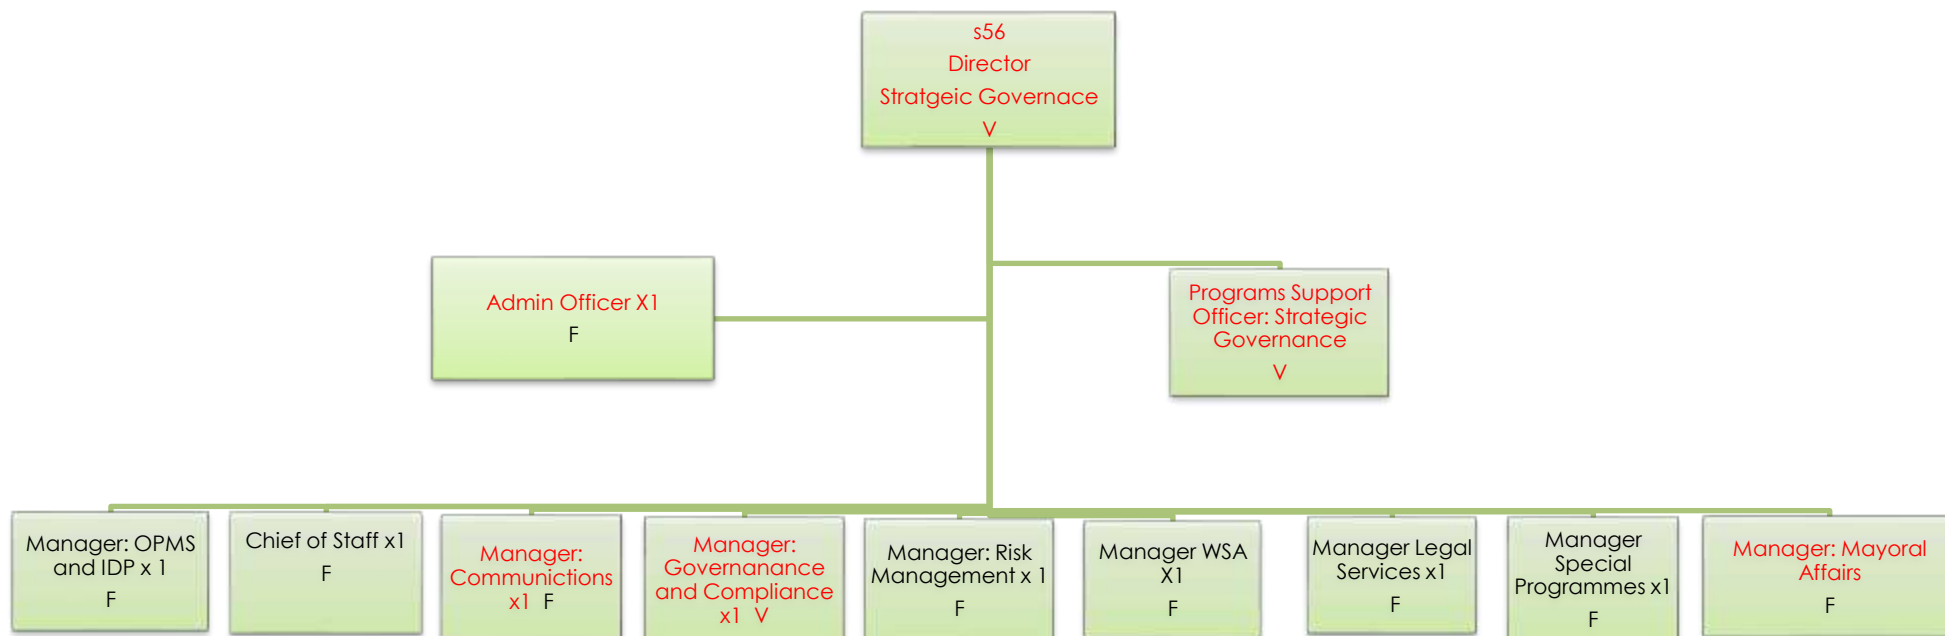 s56
Director
Stratgeic Governace
V
Admin Officer X1
F
Programs Support
Officer: Strategic
Governance
V
Manager: OPMS
and IDP x 1
F
Chief of Staff x1
F
Manager:
Communictions
x1 F
Manager:
Governanance
and Compliance
x1 V
Manager: Risk
Management x 1
F
Manager WSA
X1
F
Manager Legal
Services x1
F
Manager
Special
Programmes x1
F
Manager: Mayoral
Affairs
F